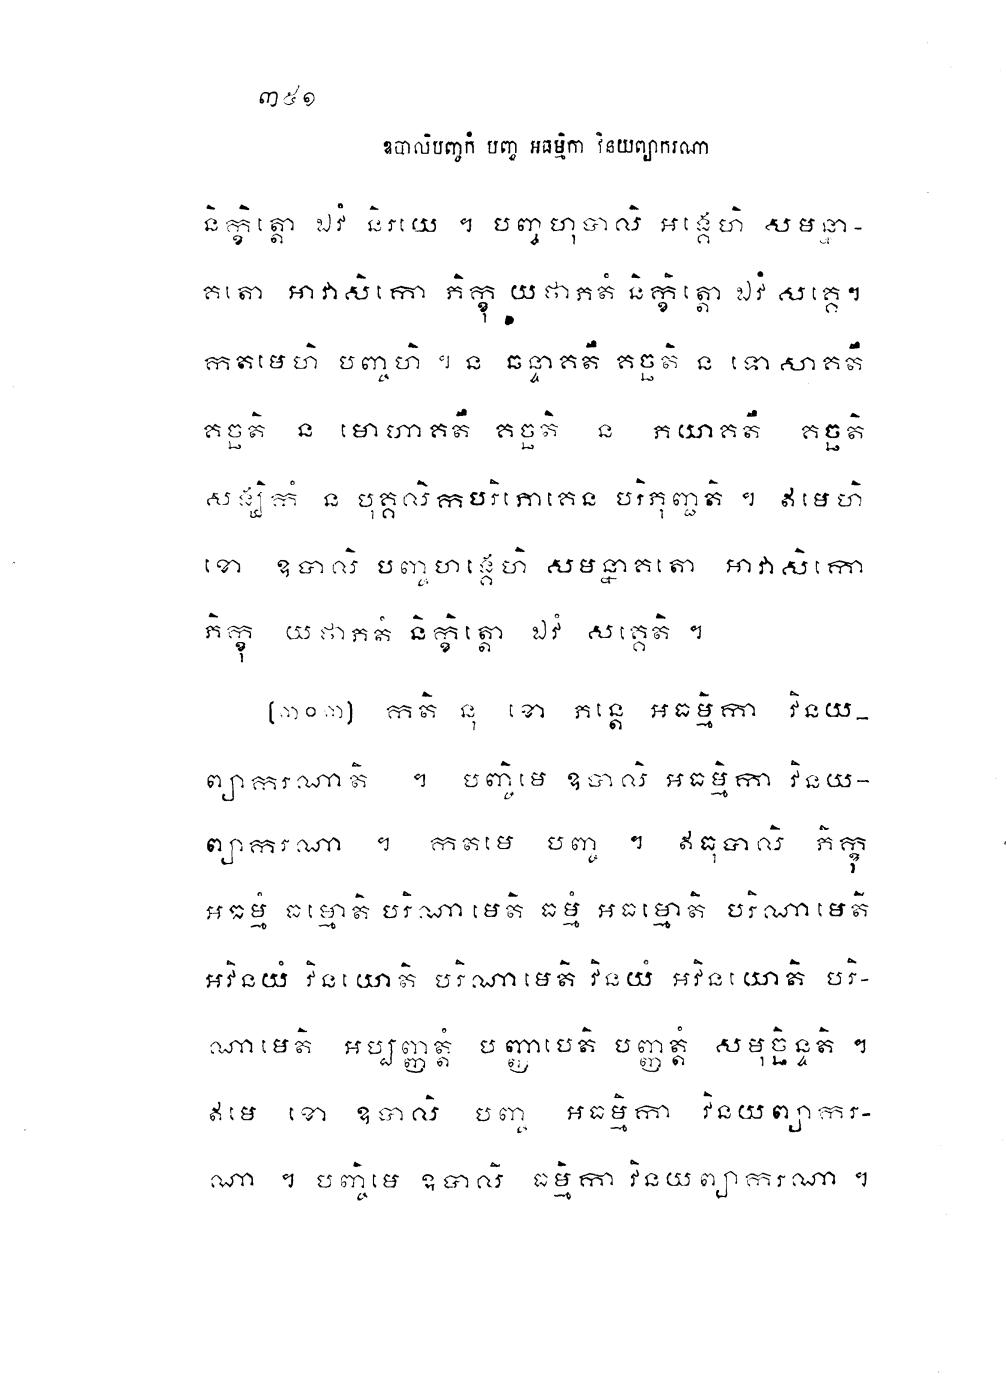 ៣៥១
ឧបាលិបញ្ចកំ បញ្ច អធម្មិកា វិនយព្យាករណា
និក្ខិត្តោ ឯវំ និរយេ ។ បញ្ចហុបាលិ អង្គេហិ សមន្នា-
គតោ អាវាសិកោ ភិក្ខុ យថាភតំ និក្ខិត្តោ ឯវំ សគ្គេ។
កតមេហិ បញ្ចហិ ។ ន ឆន្ទាគតឹ គច្ឆតិ ន ទោសាគតឹ
គច្ឆតិ ន មោហាគតឹ គច្ឆតិ ន ភយាគតឹ គច្ឆតិ
សង្ឃិកំ ន បុគ្គលិកបរិភោគេន បរិភុញ្ជតិ ។ ឥមេហិ
ខោ ឧបាលិ បញ្ចហង្គេហិ សមន្នាគតោ អាវាសិកោ
ភិក្ខុ យថាភតំ និក្ខិត្តោ ឯវំ សគ្គេតិ ។
(៣០៣) កតិ នុ ខោ ភន្តេ អធម្មិកា វិនយ-
ព្យាករណាតិ ។ បញ្ចិមេ ឧបាលិ អធម្មិកា វិនយ-
ព្យាករណា ។ កតមេ បញ្ច ។ ឥធុបាលិ ភិក្ខុ
អធម្មំ ធម្មោតិ បរិណាមេតិ ធម្មំ អធម្មោតិ បរិណាមេតិ
អវិនយំ វិនយោតិ បរិណាមេតិ វិនយំ អវិនយោតិ បរិ-
ណាមេតិ អប្បញ្ញត្តំ បញ្ញាបេតិ បញ្ញត្តំ សមុច្ឆិន្ទតិ ។
ឥមេ ខោ ឧបាលិ បញ្ច អធម្មិកា វិនយព្យាករ-
ណា ។ បញ្ចិមេ ឧបាលិ ធម្មិកា វិនយព្យាករណា ។